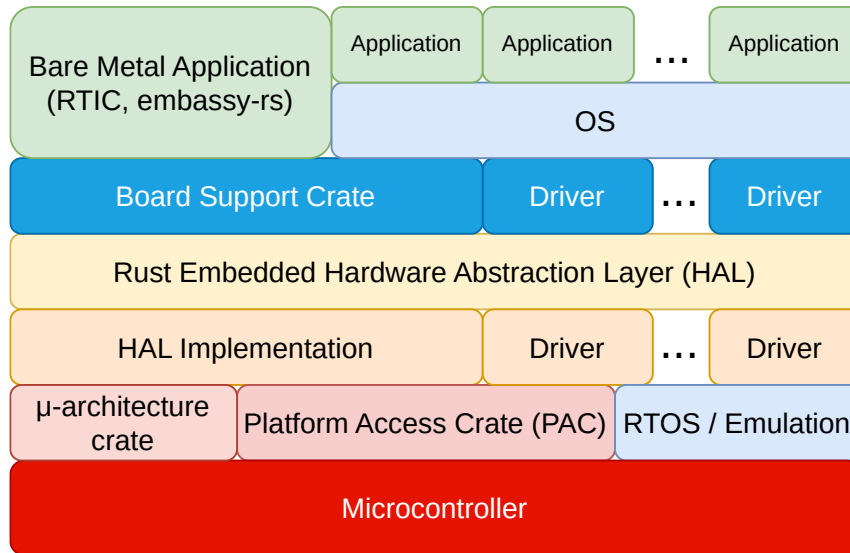 Bare Metal Application
(RTIC, embassy-rs)
Application
Application
...
Application
OS
Board Support Crate
Driver
...
Driver
Rust Embedded Hardware Abstraction Layer (HAL)
HAL Implementation
Driver
...
Driver
μ-architecture
crate
Platform Access Crate (PAC)
RTOS / Emulation
Microcontroller